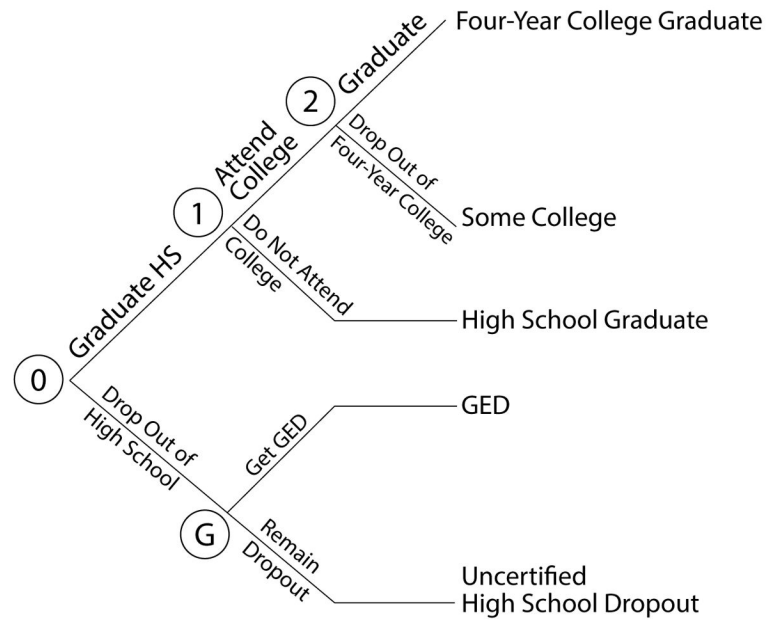 Graduate
Four-Year College Graduate
2
Attend
College
Drop Out of
Four-Year College
Some College
1
Do Not Attend
College
High School Graduate
Graduate HS
0
Drop Out of
High School
Get GED
GED
G
Remain
Dropout
Uncertified
High School Dropout